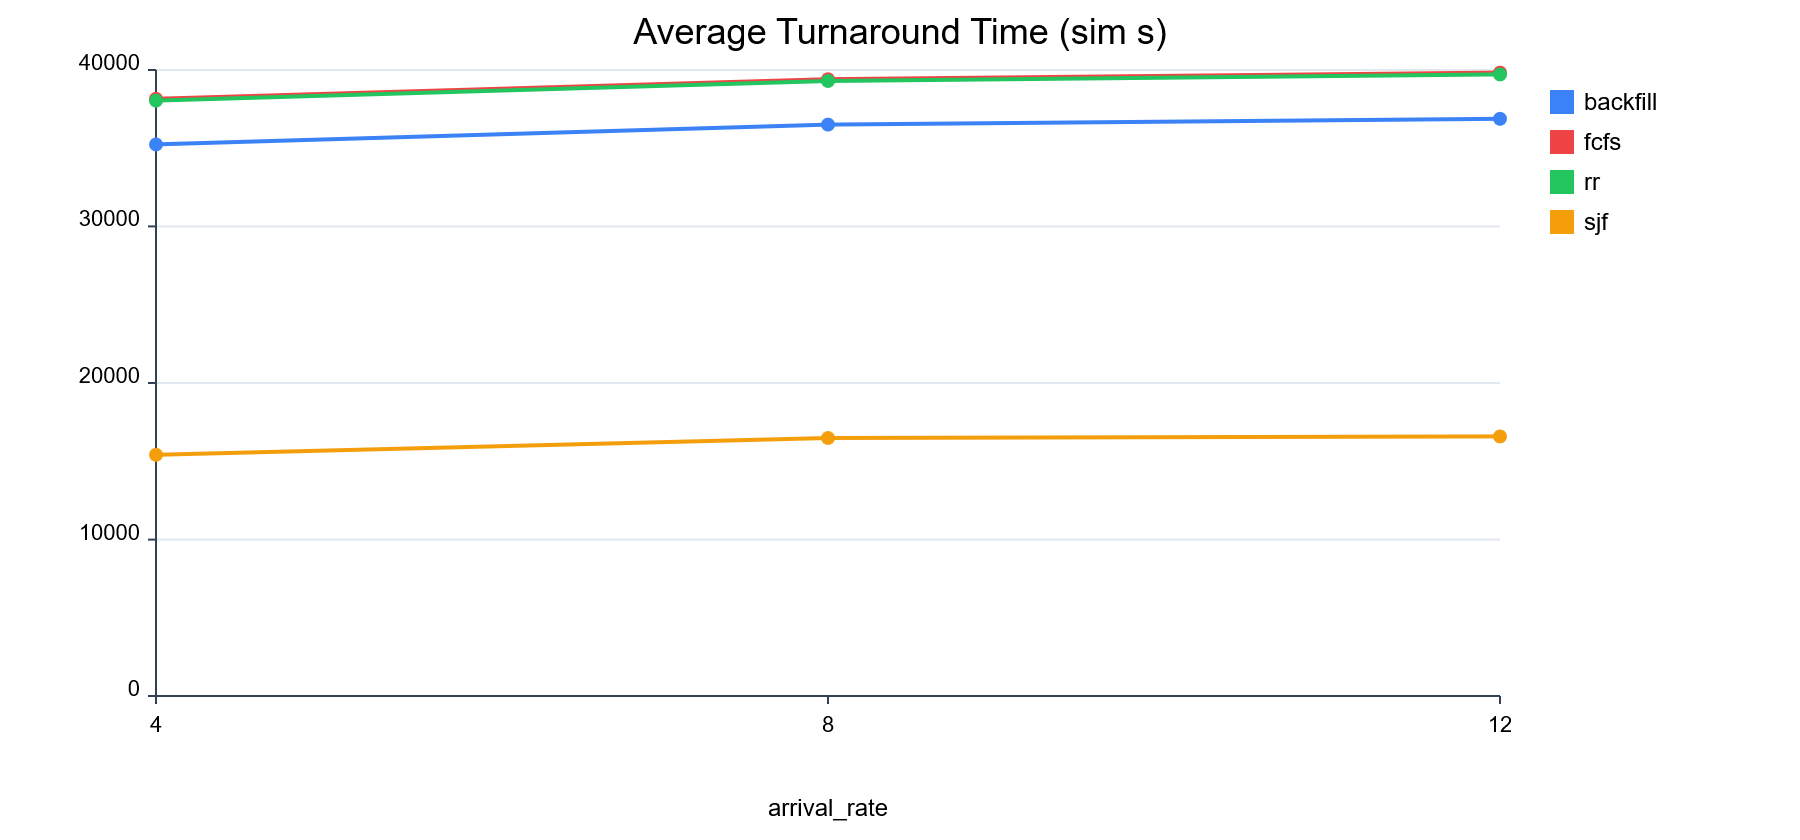 Average Turnaround Time (sim s)
40000
30000
20000
10000
0
4
8
12
arrival_rate
backfill
fcfs
rr
sjf